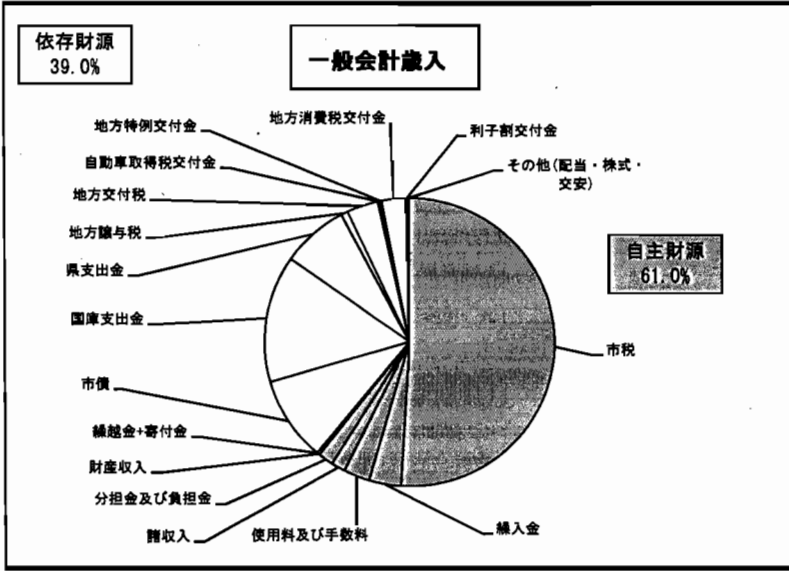 依存財源
39.0%
一般会計歳入
地方特例交付金
地方消費税交付金
利子割交付金
自動車取得税交付金
その他(配当・株式・
交安)
地方交付税
地方譲与税
自主財源
61.0%
県支出金
国庫支出金
市税
市債
繰越金+寄付金
財産収入
分担金及び負担金
諸収入
使用料及び手数料
繰入金